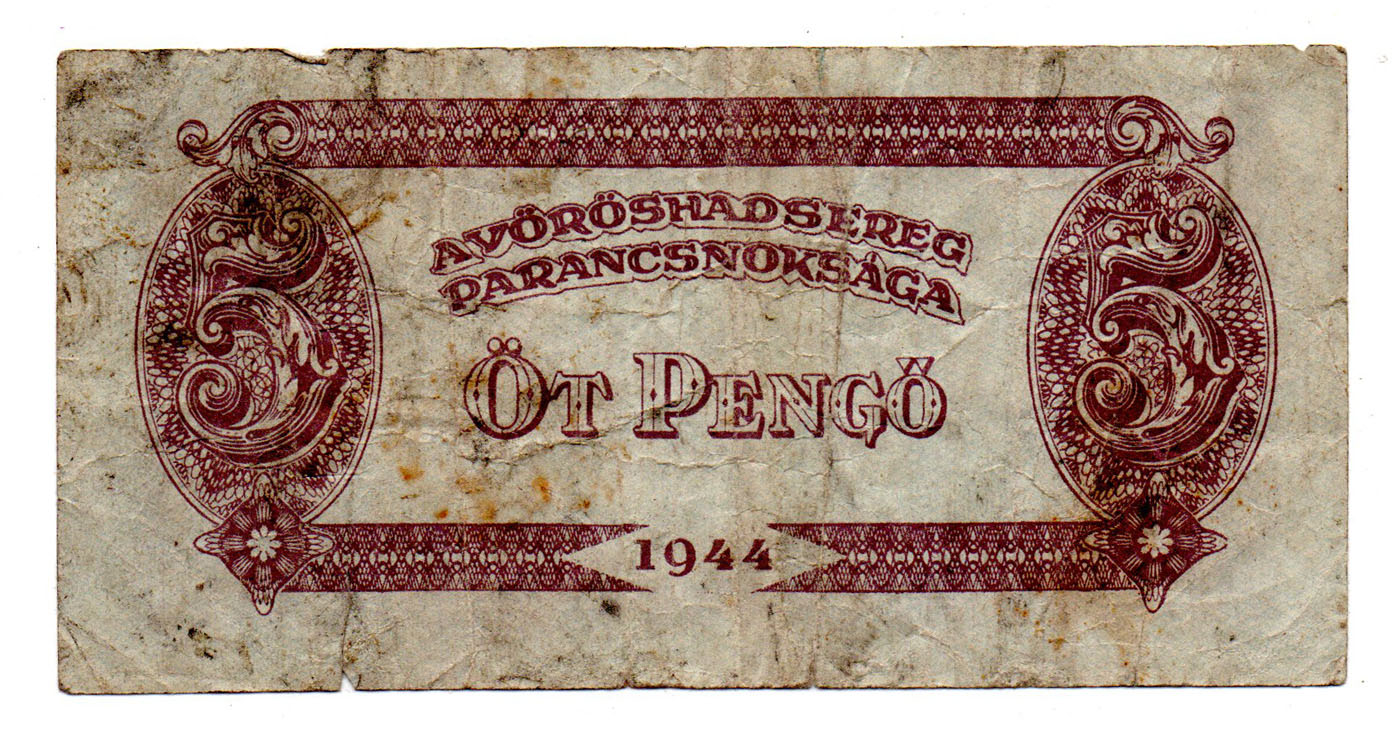 A VÖRÖSHADSEREG
PARANCSNOKSÁGA
5
ÖT PENGŐ
5
1944